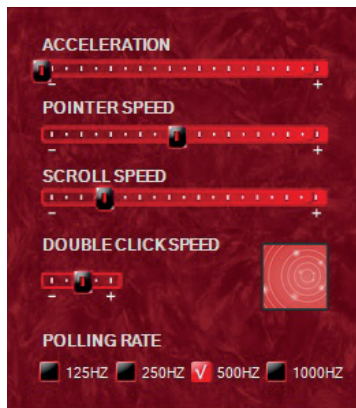 ACCELERATION
− +
POINTER SPEED
− +
SCROLL SPEED
− +
DOUBLE CLICK SPEED
− +
POLLING RATE
125HZ 250HZ 500HZ 1000HZ